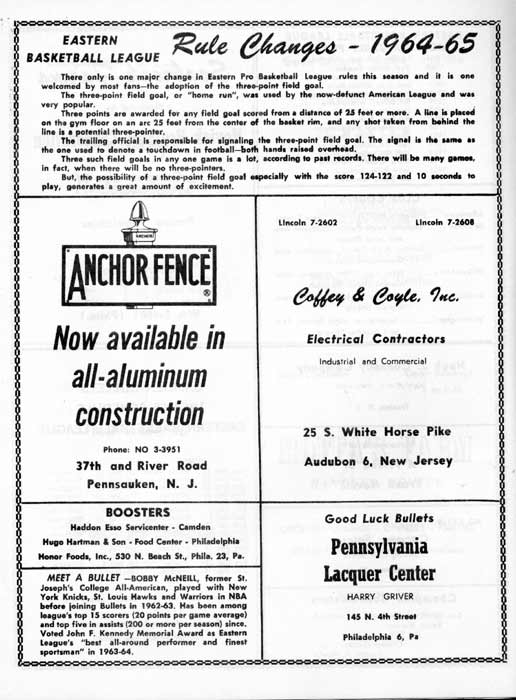 EASTERN
BASKETBALL LEAGUE
Rule Changes - 1964-65
There only is one major change in Eastern Pro Basketball League rules this season and it is one
welcomed by most fans—the adoption of the three-point field goal.
The three-point field goal, or "home run", was used by the now-defunct American League and was
very popular.
Three points are awarded for any field goal scored from a distance of 25 feet or more. A line is placed
on the gym floor on an arc 25 feet from the center of the basket rim, and any shot taken from behind the
line is a potential three-pointer.
The trailing official is responsible for signaling the three-point field goal. The signal is the same as
the one used to denote a touchdown in football—both hands raised overhead.
Three such field goals in any one game is a lot, according to past records. There will be many games,
in fact, when there will be no three-pointers.
But, the possibility of a three-point field goal especially with the score 124-122 and 10 seconds to
play, generates a great amount of excitement.
ANCHOR
ANCHOR FENCE
®
Now available in
all-aluminum
construction
Phone: NO 3-3951
37th and River Road
Pennsauken, N. J.
LIncoln 7-2602 LIncoln 7-2608
Coffey & Coyle, Inc.
Electrical Contractors
Industrial and Commercial
25 S. White Horse Pike
Audubon 6, New Jersey
BOOSTERS
Haddon Esso Servicenter - Camden
Hugo Hartman & Son - Food Center - Philadelphia
Honor Foods, Inc., 530 N. Beach St., Phila. 23, Pa.
MEET A BULLET —BOBBY McNEILL, former St.
Joseph's College All-American, played with New
York Knicks, St. Louis Hawks and Warriors in NBA
before joining Bullets in 1962-63. Has been among
league's top 15 scorers (20 points per game average)
and top five in assists (200 or more per season) since.
Voted John F. Kennedy Memorial Award as Eastern
League's "best all-around performer and finest
sportsman" in 1963-64.
Good Luck Bullets
Pennsylvania
Lacquer Center
HARRY GRIVER
145 N. 4th Street
Philadelphia 6, Pa